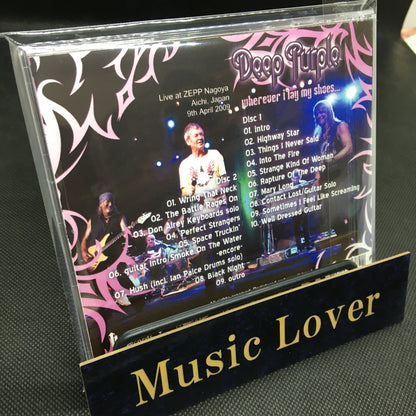 Deep Purple
wherever i lay my shoes...
Live at ZEPP Nagoya
Aichi, Japan
9th April 2009
Disc 1
01. Intro
02. Highway Star
03. Things I Never Said
04. Into The Fire
05. Strange Kind Of Woman
06. Rapture Of The Deep
07. Mary Long
08. Contact Lost/Guitar Solo
09. Sometimes I Feel Like Screaming
10. Well Dressed Guitar
Disc 2
01. Wring That Neck
02. The Battle Rages On
03. Don Airey Keyboards solo
04. Perfect Strangers
05. Space Truckin'
06. guitar intro/Smoke On The Water
-encore-
07. Hush (incl. Ian Paice Drums solo)
08. Black Night
09. outro
Music Lover